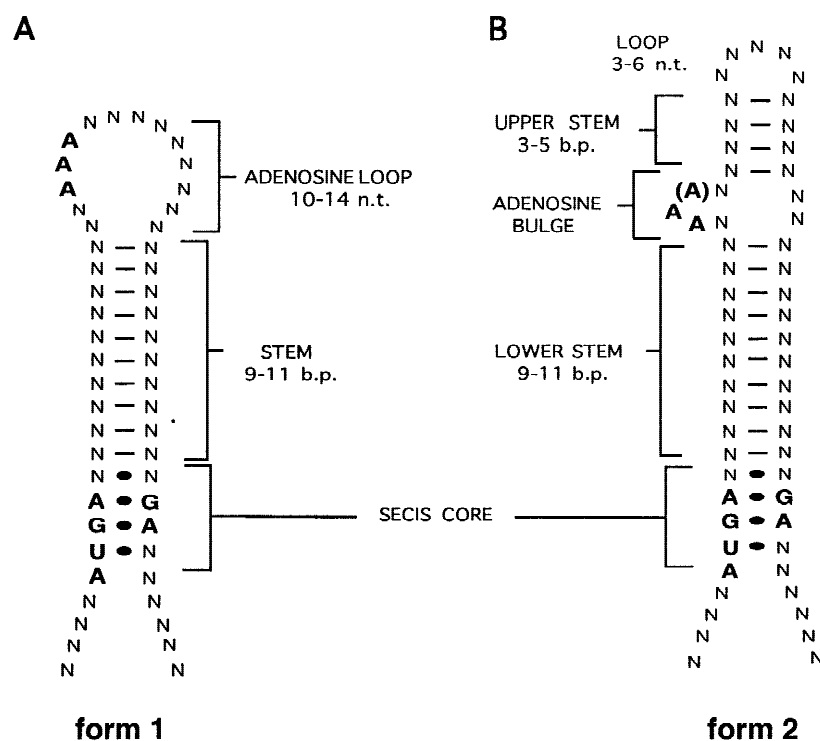 A
N N N N
A N
A N
A N
N N
N N
ADENOSINE LOOP
10-14 n.t.
N N
N N
N N
N N
N N
N N
N N
N N
N N
N N
N N
STEM
9-11 b.p.
A G
G A
U N
A N
N N
N N
N N
N N
form 1
SECIS CORE
B
LOOP
3-6 n.t.
N N N
N N
N N
N N
N N
N N
UPPER STEM
3-5 b.p.
(A) N N
A
A N N
ADENOSINE
BULGE
N N
N N
N N
N N
N N
N N
N N
N N
N N
N N
N N
LOWER STEM
9-11 b.p.
A G
G A
U N
A N
N N
N N
N N
N N
form 2